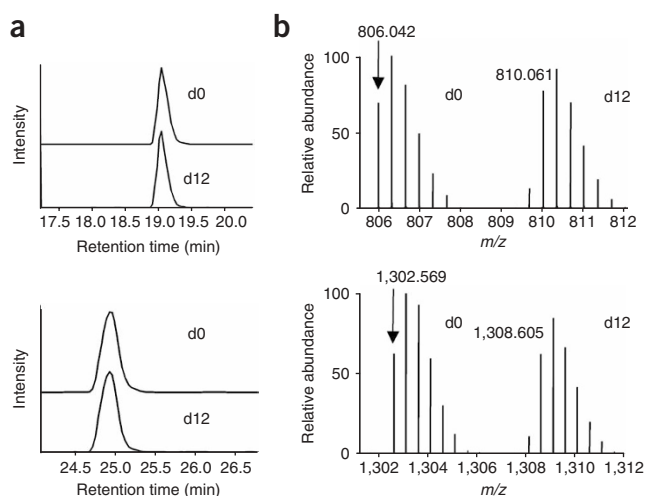 a
Intensity
d0
d12
17.5 18.0 18.5 19.0 19.5 20.0
Retention time (min)
d0
d12
24.5 25.0 25.5 26.0 26.5
Retention time (min)
b
806.042
Relative abundance
100
50
0
d0
810.061
d12
806 807 808 809 810 811 812
m/z
1,302.569
Relative abundance
100
50
0
d0
1,308.605
d12
1,302 1,304 1,306 1,308 1,310 1,312
m/z
Intensity